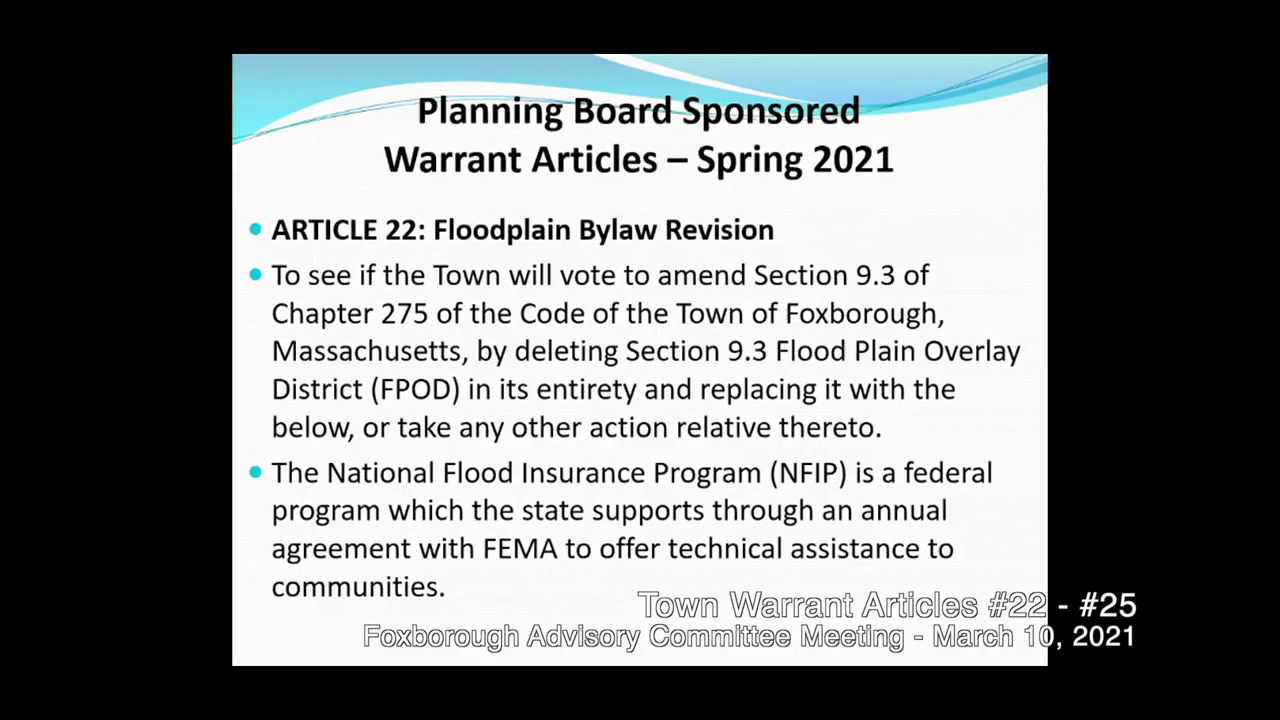 Planning Board Sponsored
Warrant Articles – Spring 2021
• ARTICLE 22: Floodplain Bylaw Revision
• To see if the Town will vote to amend Section 9.3 of
Chapter 275 of the Code of the Town of Foxborough,
Massachusetts, by deleting Section 9.3 Flood Plain Overlay
District (FPOD) in its entirety and replacing it with the
below, or take any other action relative thereto.
• The National Flood Insurance Program (NFIP) is a federal
program which the state supports through an annual
agreement with FEMA to offer technical assistance to
communities.
Town Warrant Articles #22 - #25
Foxborough Advisory Committee Meeting - March 10, 2021